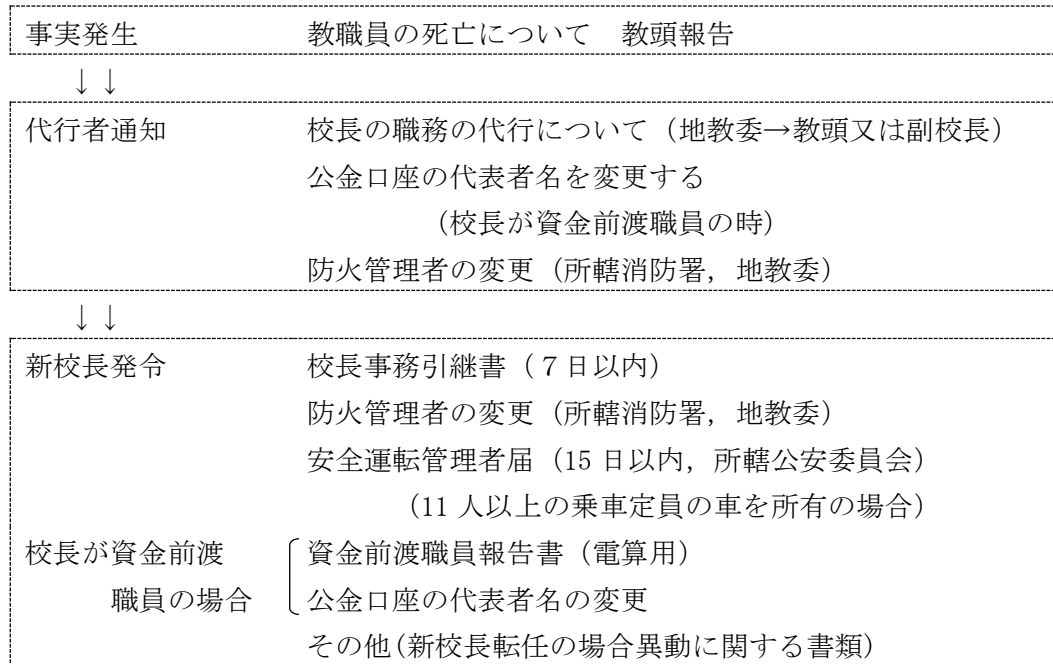 事実発生　教職員の死亡について　教頭報告
↓↓
代行者通知　校長の職務の代行について（地教委→教頭又は副校長）
公金口座の代表者名を変更する
（校長が資金前渡職員の時）
防火管理者の変更（所轄消防署，地教委）
↓↓
新校長発令　校長事務引継書（７日以内）
防火管理者の変更（所轄消防署，地教委）
安全運転管理者届（15 日以内，所轄公安委員会）
（11 人以上の乗車定員の車を所有の場合）
校長が資金前渡　資金前渡職員報告書（電算用）
職員の場合　公金口座の代表者名の変更
その他(新校長転任の場合異動に関する書類)